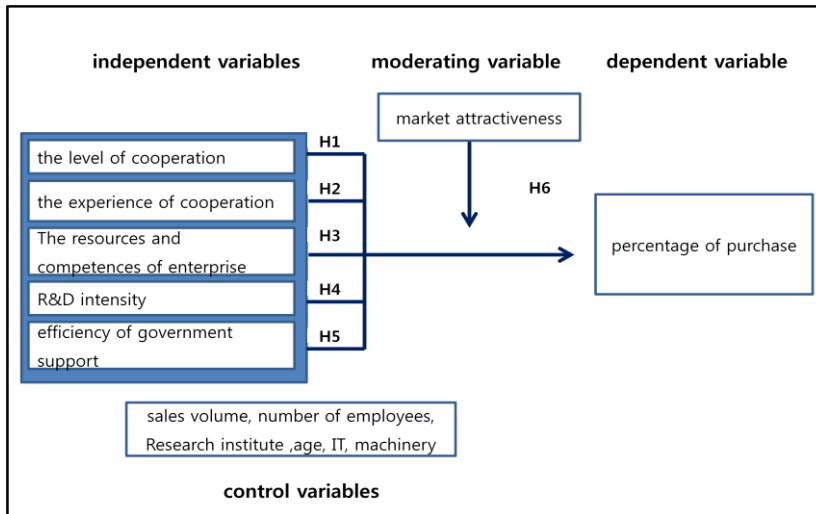 independent variables
moderating variable
dependent variable
market attractiveness
H1
the level of cooperation
H2
the experience of cooperation
H6
H3
The resources and
competences of enterprise
percentage of purchase
H4
R&D intensity
H5
efficiency of government
support
sales volume, number of employees,
Research institute ,age, IT, machinery
control variables